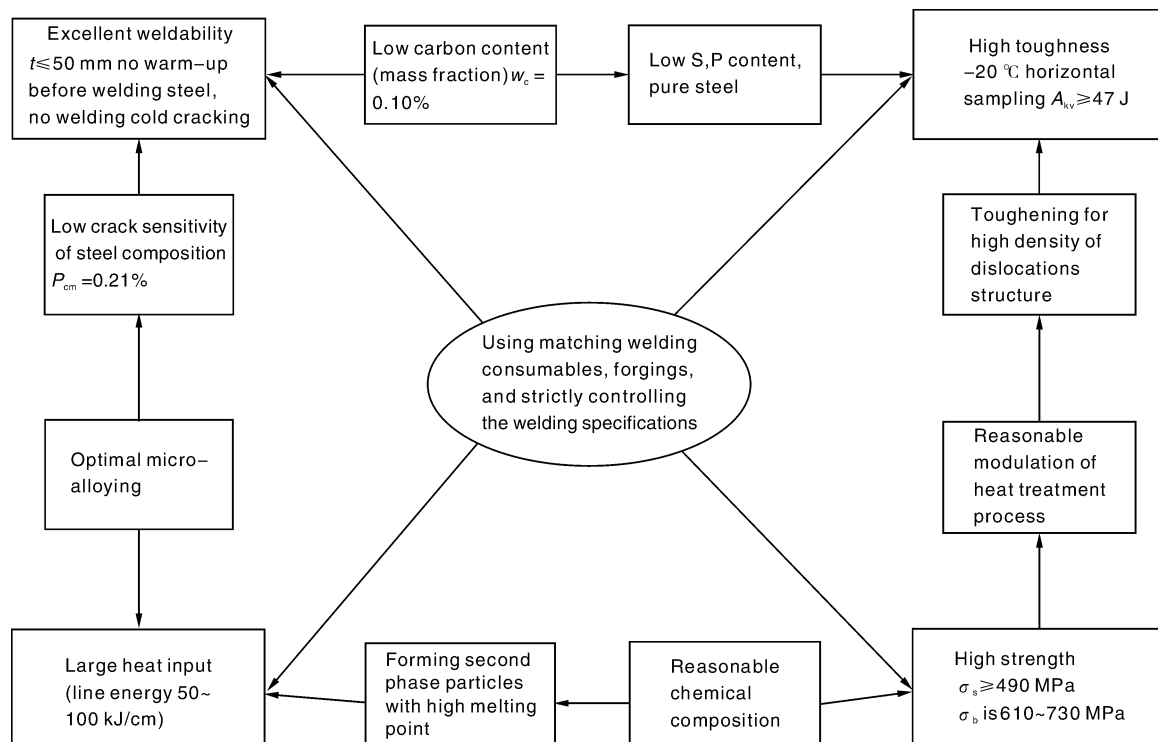 Excellent weldability
t≤50 mm no warm-up
before welding steel,
no welding cold cracking
Low carbon content
(mass fraction) wc =
0.10%
Low S,P content,
pure steel
High toughness
-20 ℃ horizontal
sampling Akv≥47 J
Low crack sensitivity
of steel composition
Pcm =0.21%
Toughening for
high density of
dislocations
structure
Using matching welding
consumables, forgings,
and strictly controlling
the welding specifications
Optimal micro-
alloying
Reasonable
modulation of
heat treatment
process
Large heat input
(line energy 50~
100 kJ/cm)
Forming second
phase particles
with high melting
point
Reasonable
chemical
composition
High strength
σs≥490 MPa
σb is 610~730 MPa